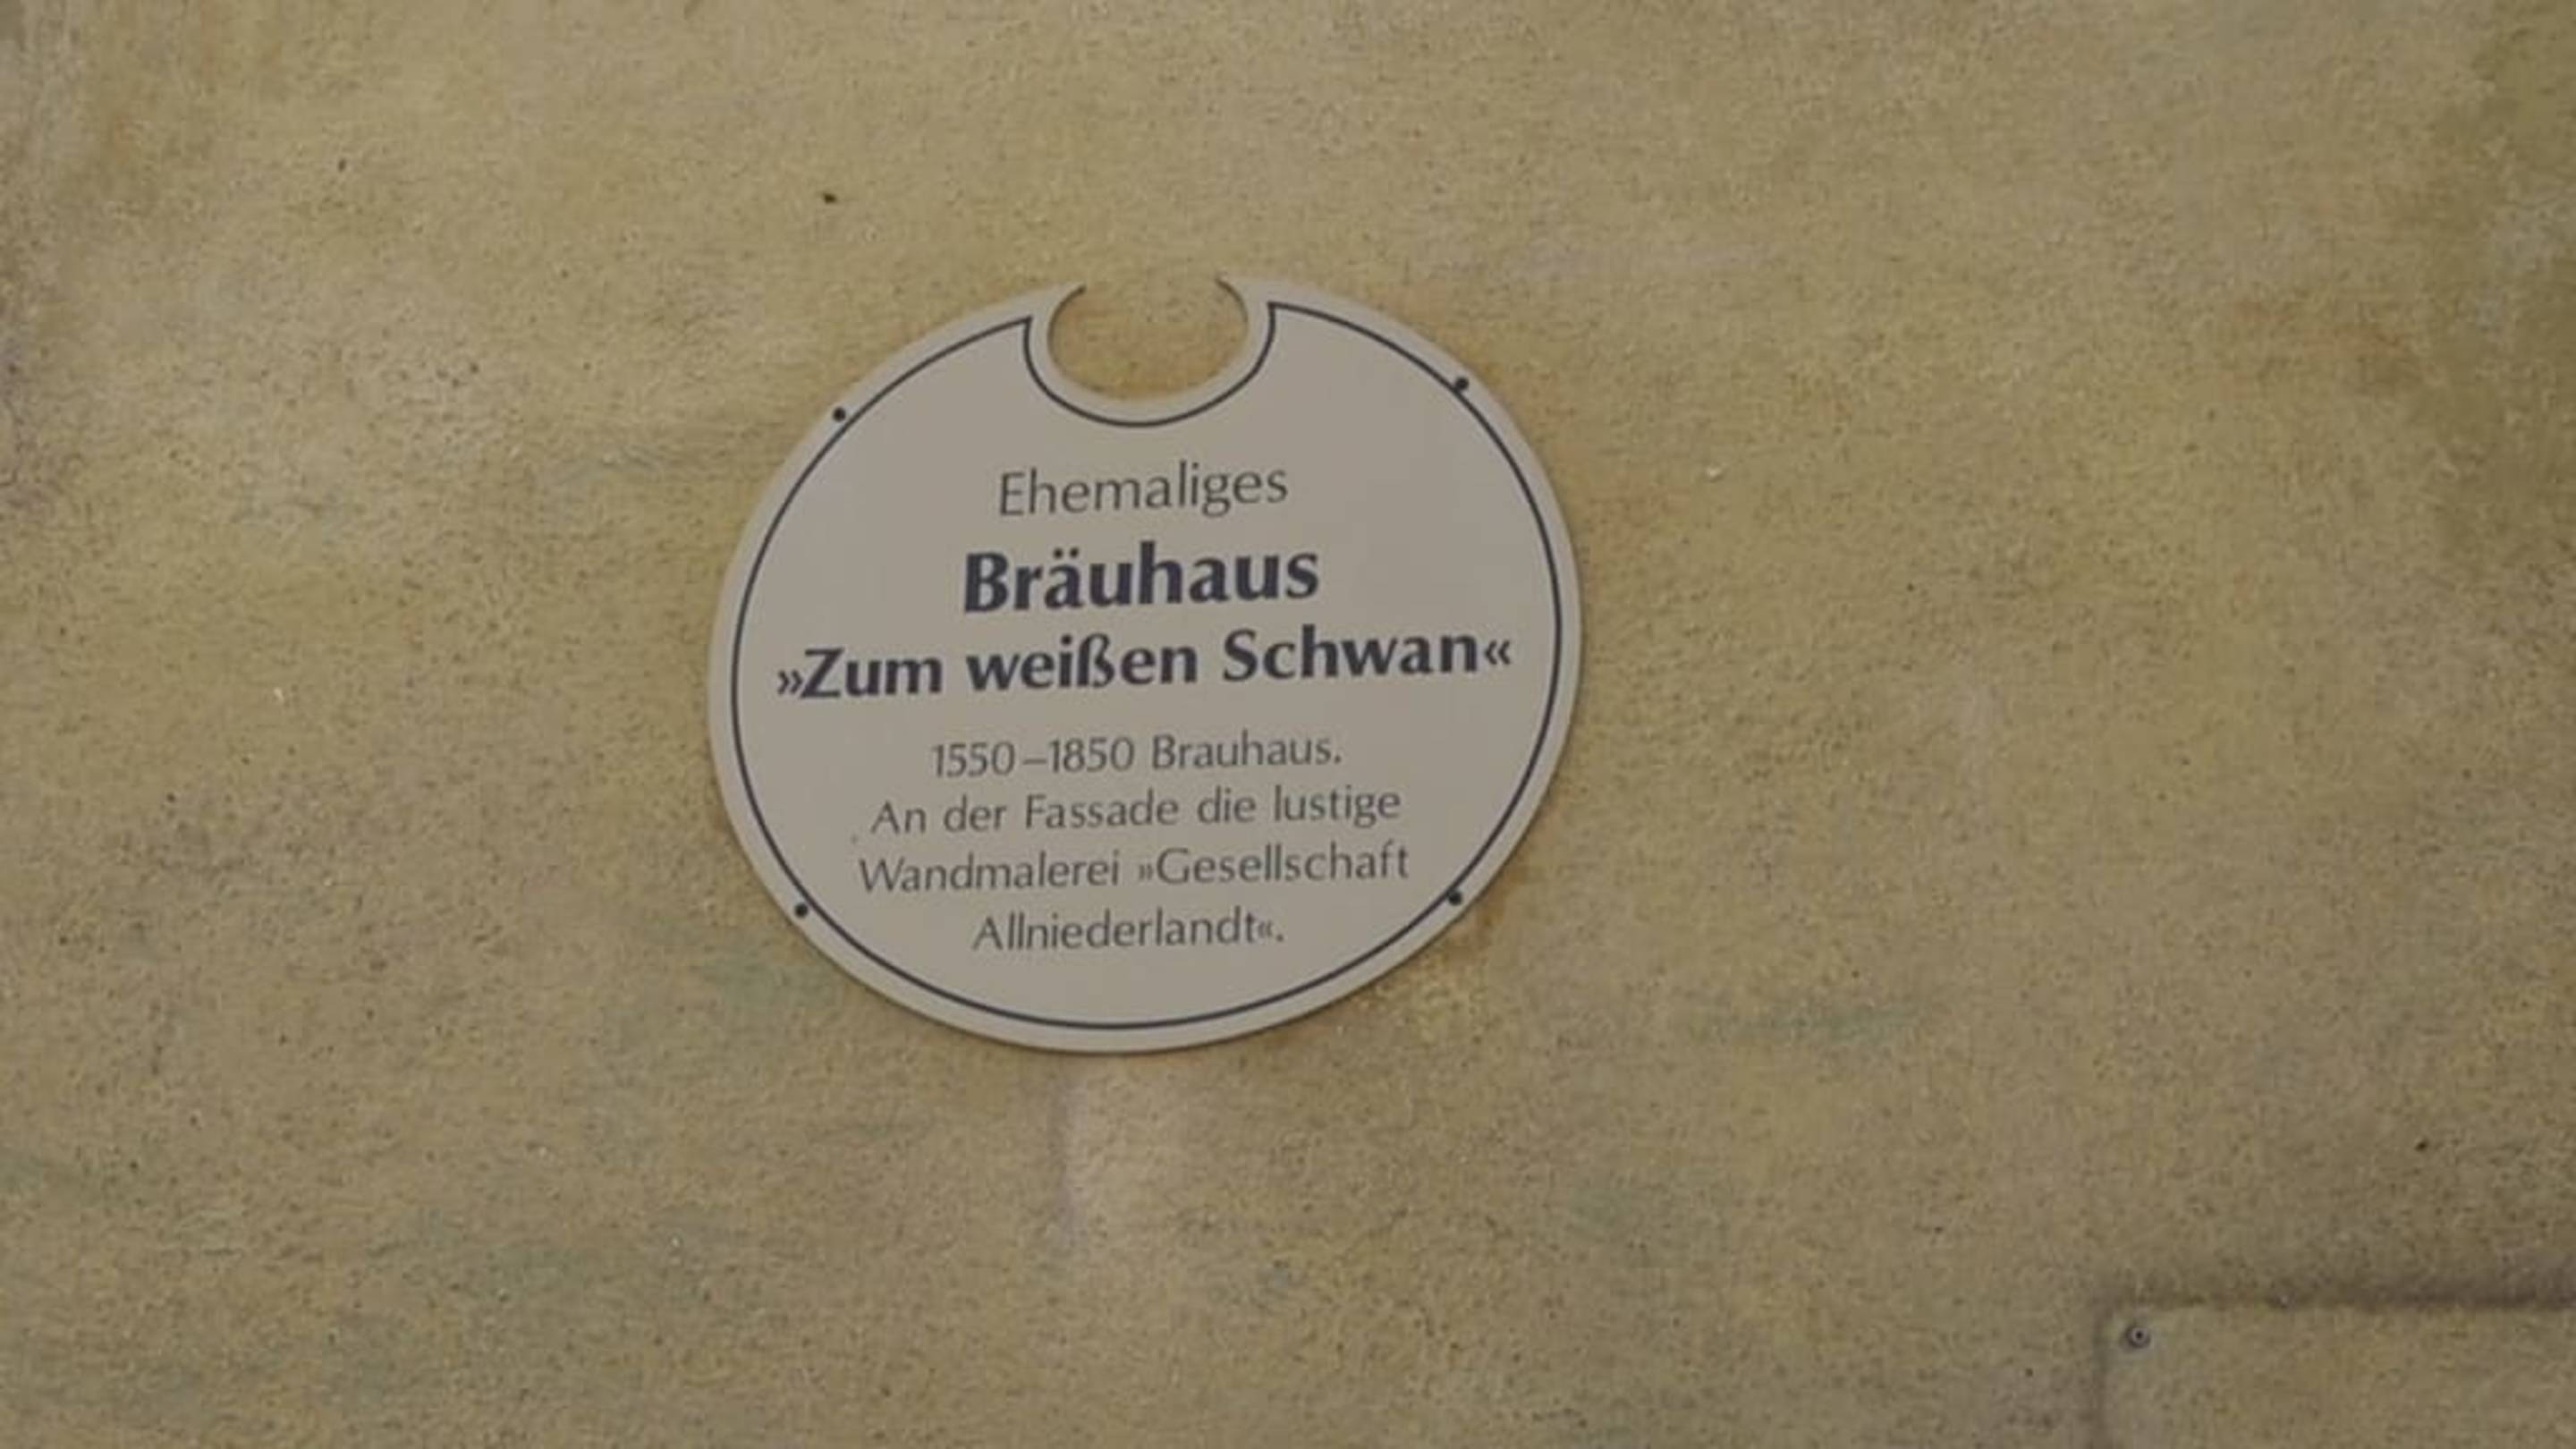 Ehemaliges
Bräuhaus
»Zum weißen Schwan«
1550–1850 Brauhaus.
An der Fassade die lustige
Wandmalerei »Gesellschaft
Allniederlandt«.